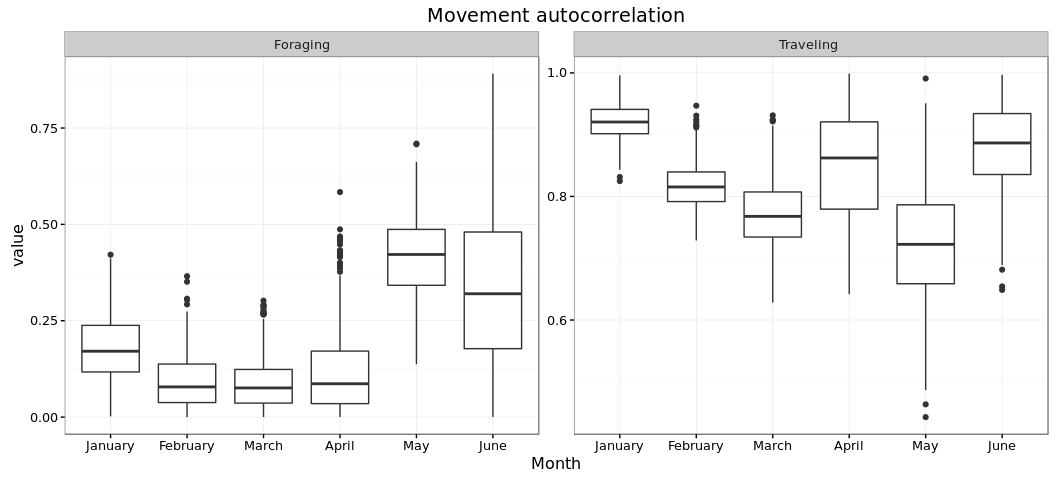 Movement autocorrelation
Foraging
Traveling
value
0.75
0.50
0.25
0.00
1.0
0.8
0.6
January February March April May June
January February March April May June
Month